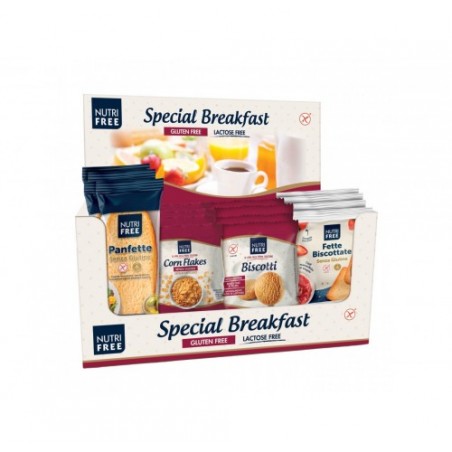 NUTRI
FREE
Special Breakfast
GLUTEN FREE
LACTOSE FREE
NUTRI
FREE
Panfette
Senza Glutine
NUTRI
FREE
Corn Flakes
NUTRI
FREE
Biscotti
NUTRI
FREE
Fette
Biscottate
Senza Glutine
NUTRI
FREE
Special Breakfast
GLUTEN FREE
LACTOSE FREE